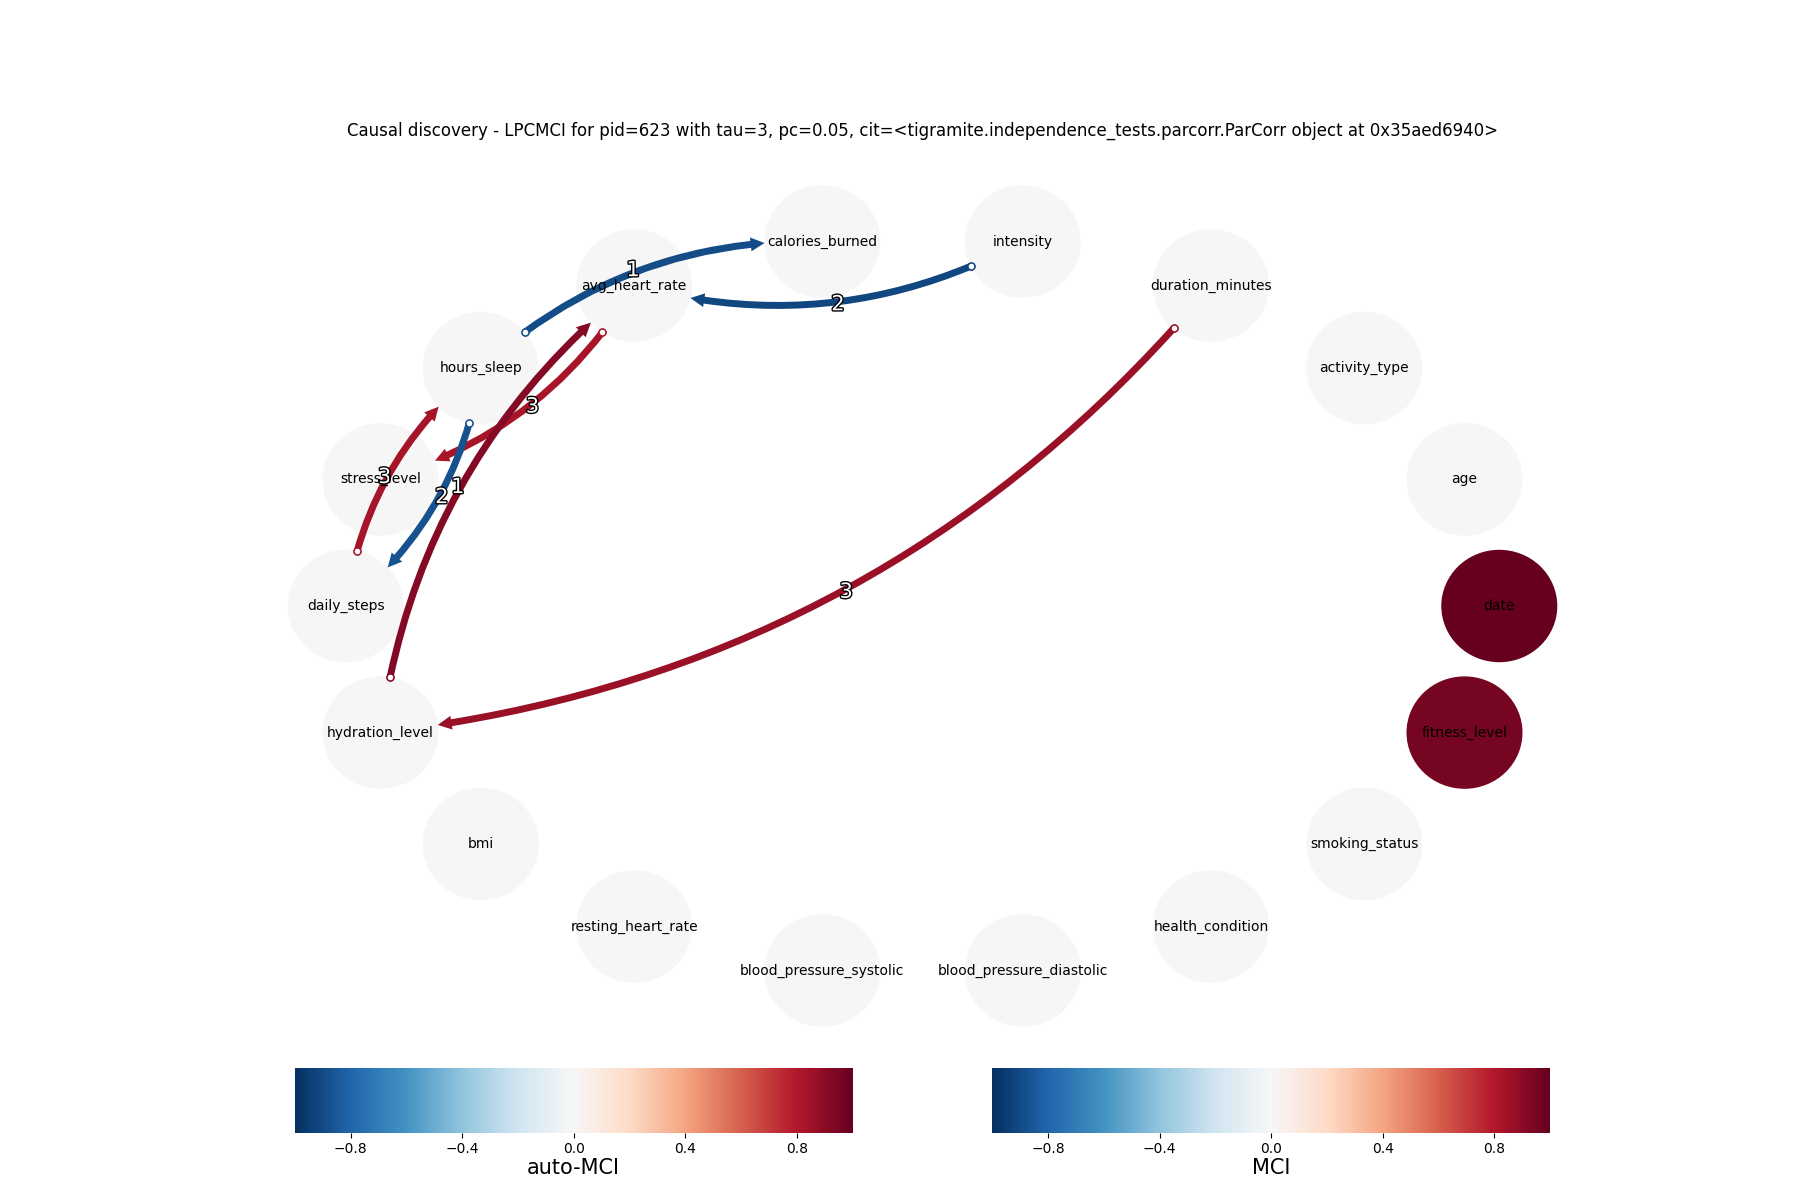 Causal discovery - LPCMCI for pid=623 with tau=3, pc=0.05, cit=<tigramite.independence_tests.parcorr.ParCorr object at 0x35aed6940>
calories_burned
intensity
1
avg_heart_rate
duration_minutes
2
hours_sleep
activity_type
3
stress_level
3
2
1
age
3
daily_steps
date
hydration_level
fitness_level
bmi
smoking_status
resting_heart_rate
health_condition
blood_pressure_systolic
blood_pressure_diastolic
−0.8 −0.4 0.0 0.4 0.8
auto-MCI
−0.8 −0.4 0.0 0.4 0.8
MCI